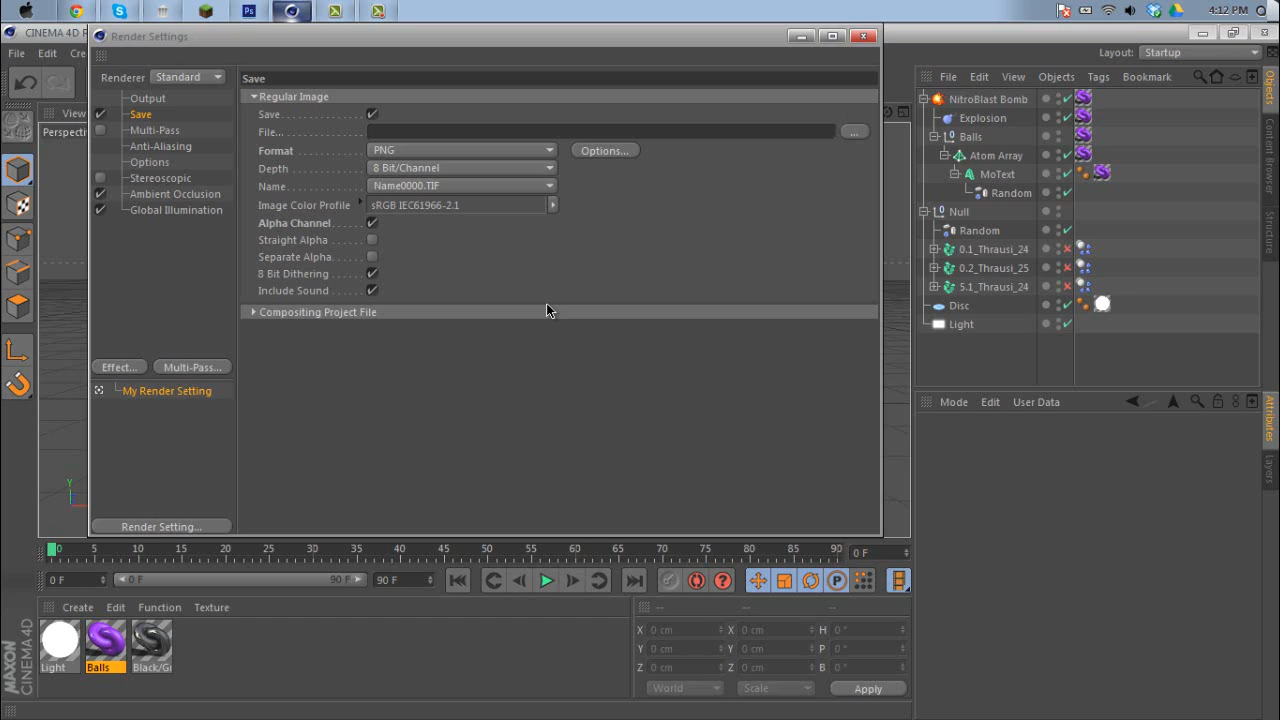 4:12 PM
CINEMA 4D R
Render Settings
File Edit Cre
Layout: Startup
Renderer Standard
Output
Save
Multi-Pass
Anti-Aliasing
Options
Stereoscopic
Ambient Occlusion
Global Illumination
Effect... Multi-Pass...
My Render Setting
Render Setting...
Save
Regular Image
Save
File... ...
Format PNG Options...
Depth 8 Bit/Channel
Name Name0000.TIF
Image Color Profile sRGB IEC61966-2.1
Alpha Channel
Straight Alpha
Separate Alpha
8 Bit Dithering
Include Sound
Compositing Project File
View
Perspecti
Y
File Edit View Objects Tags Bookmark
NitroBlast Bomb
Explosion
Balls
Atom Array
MoText
Random
Null
Random
0.1_Thrausi_24
0.2_Thrausi_25
5.1_Thrausi_24
Disc
Light
Objects
Content Browser
Structure
Mode Edit User Data
Attributes
Layers
0 5 10 15 20 25 30 35 40 45 50 55 60 65 70 75 80 85 90 0 F
0 F 0 F 90 F 90 F
Create Edit Function Texture
Light Balls Black/Gr
-- -- --
X 0 cm X 0 cm H 0 °
Y 0 cm Y 0 cm P 0 °
Z 0 cm Z 0 cm B 0 °
World Scale Apply
MAXON
CINEMA 4D